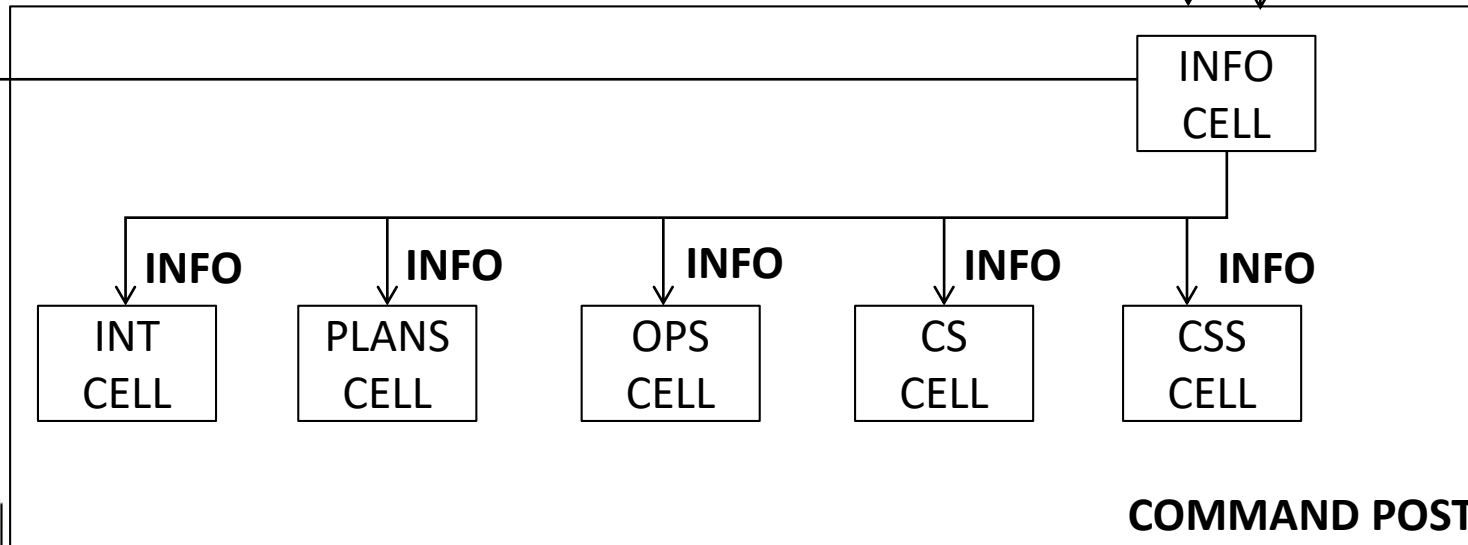 INFO
CELL
INFO
INFO
INFO
INFO
INFO
INT
CELL
PLANS
CELL
OPS
CELL
CS
CELL
CSS
CELL
COMMAND POST